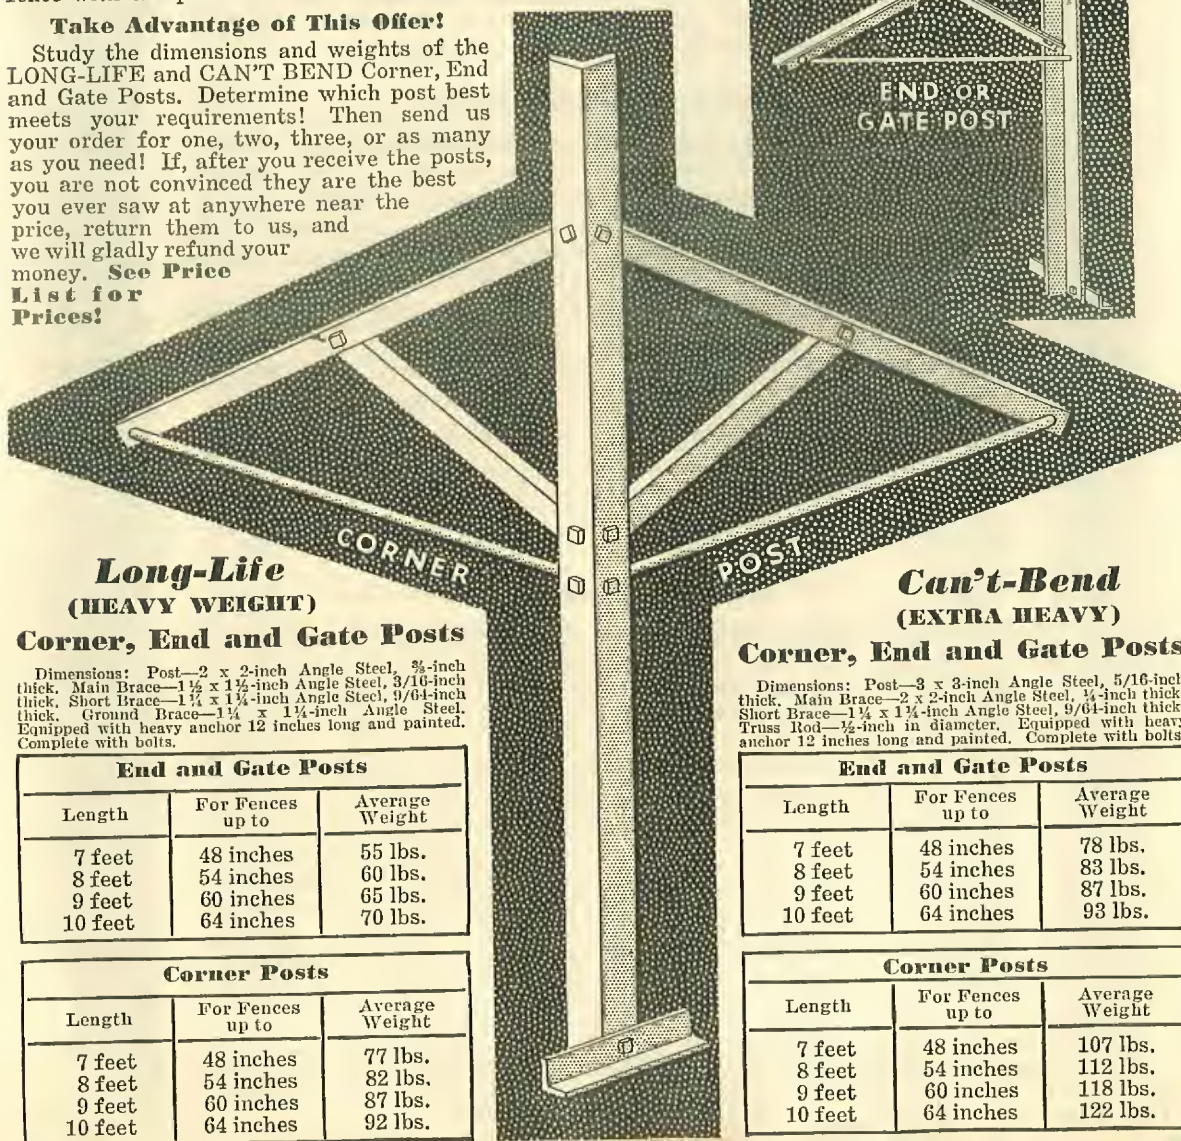 Take Advantage of This Offer!
Study the dimensions and weights of the
LONG-LIFE and CAN'T BEND Corner, End
and Gate Posts. Determine which post best
meets your requirements! Then send us
your order for one, two, three, or as many
as you need! If, after you receive the posts,
you are not convinced they are the best
you ever saw at anywhere near the
price, return them to us, and
we will gladly refund your
money. See Price
List for
Prices!
END OR
GATE POST
CORNER POST
Long-Life
(HEAVY WEIGHT)
Corner, End and Gate Posts
Dimensions: Post—2 x 2-inch Angle Steel, ⅜-inch
thick. Main Brace—1½ x 1½-inch Angle Steel, 3/16-inch
thick. Short Brace—1¼ x 1¼-inch Angle Steel, 9/64-inch
thick. Ground Brace—1¼ x 1¼-inch Angle Steel.
Equipped with heavy anchor 12 inches long and painted.
Complete with bolts.
End and Gate Posts
Length For Fences up to Average Weight
7 feet 48 inches 55 lbs.
8 feet 54 inches 60 lbs.
9 feet 60 inches 65 lbs.
10 feet 64 inches 70 lbs.
Corner Posts
Length For Fences up to Average Weight
7 feet 48 inches 77 lbs.
8 feet 54 inches 82 lbs.
9 feet 60 inches 87 lbs.
10 feet 64 inches 92 lbs.
Can't-Bend
(EXTRA HEAVY)
Corner, End and Gate Posts
Dimensions: Post—3 x 3-inch Angle Steel, 5/16-inch
thick. Main Brace—2 x 2-inch Angle Steel, ¼-inch thick
Short Brace—1¼ x 1¼-inch Angle Steel, 9/64-inch thick
Truss Rod—½-inch in diameter. Equipped with heavy
anchor 12 inches long and painted. Complete with bolts
End and Gate Posts
Length For Fences up to Average Weight
7 feet 48 inches 78 lbs.
8 feet 54 inches 83 lbs.
9 feet 60 inches 87 lbs.
10 feet 64 inches 93 lbs.
Corner Posts
Length For Fences up to Average Weight
7 feet 48 inches 107 lbs.
8 feet 54 inches 112 lbs.
9 feet 60 inches 118 lbs.
10 feet 64 inches 122 lbs.